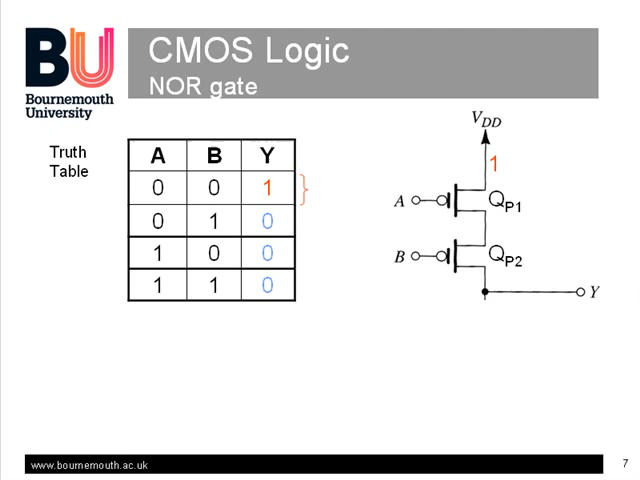 BU
Bournemouth
University
CMOS Logic
NOR gate
Truth
Table
A B Y
0 0 1
0 1 0
1 0 0
1 1 0
VDD
1
A
QP1
B
QP2
Y
www.bournemouth.ac.uk
7